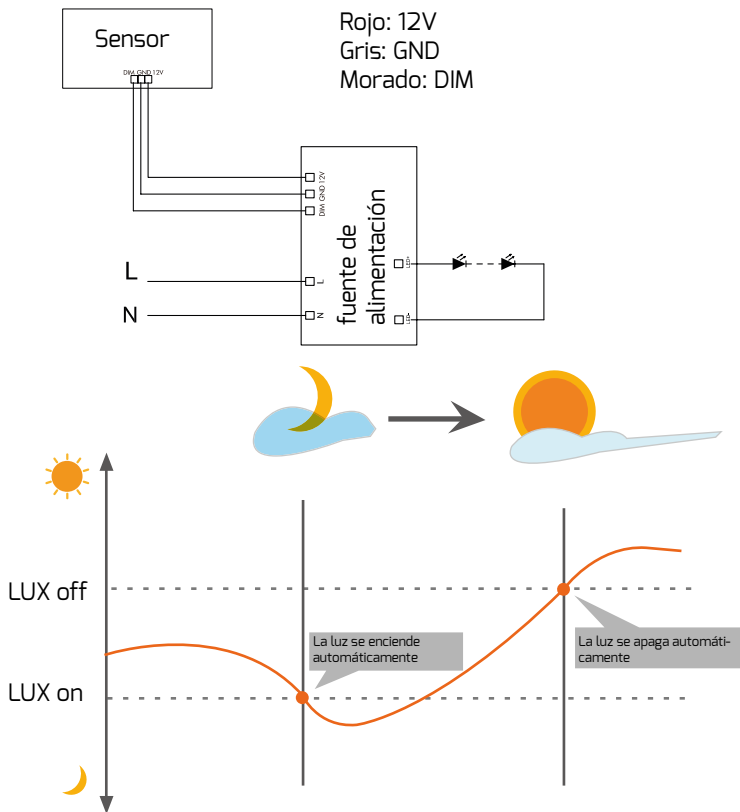 Sensor
DIM GND 12V
Rojo: 12V
Gris: GND
Morado: DIM
DIM GND 12V
L
N
L
N
fuente de
alimentación
LED+
LED-
LUX off
LUX on
La luz se enciende
automáticamente
La luz se apaga automáti-
camente